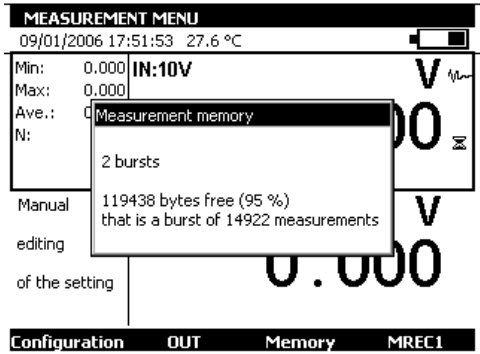 MEASUREMENT MENU
09/01/2006 17:51:53 27.6 °C
Min: 0.000 IN:10V V
Max: 0.000
Ave.:
N:
Measurement memory
2 bursts
119438 bytes free (95 %)
that is a burst of 14922 measurements
Manual V
editing
of the setting 0.000
Configuration OUT Memory MREC1